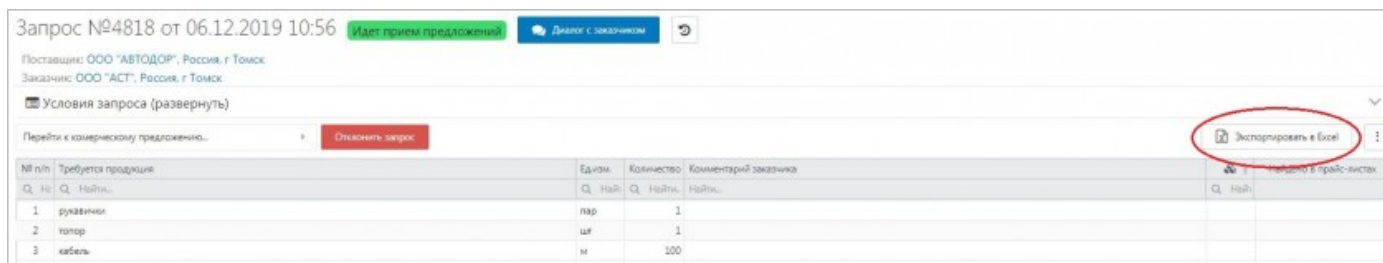 Запрос №4818 от 06.12.2019 10:56 Идет прием предложений Диалог с заказчиком
Поставщик: ООО "АВТОДОР", Россия, г Томск
Заказчик: ООО "АСТ", Россия, г Томск
Условия запроса (развернуть)
Перейти к комерческому предложению... Отклонить запрос Экспортировать в Excel
№ п/п Требуется продукция Ед.изм. Количество Комментарий заказчика Найдено в прайс-листах
Найти... Найти... Найти...
1 рукавички пар 1
2 топор шт 1
3 кабель м 100